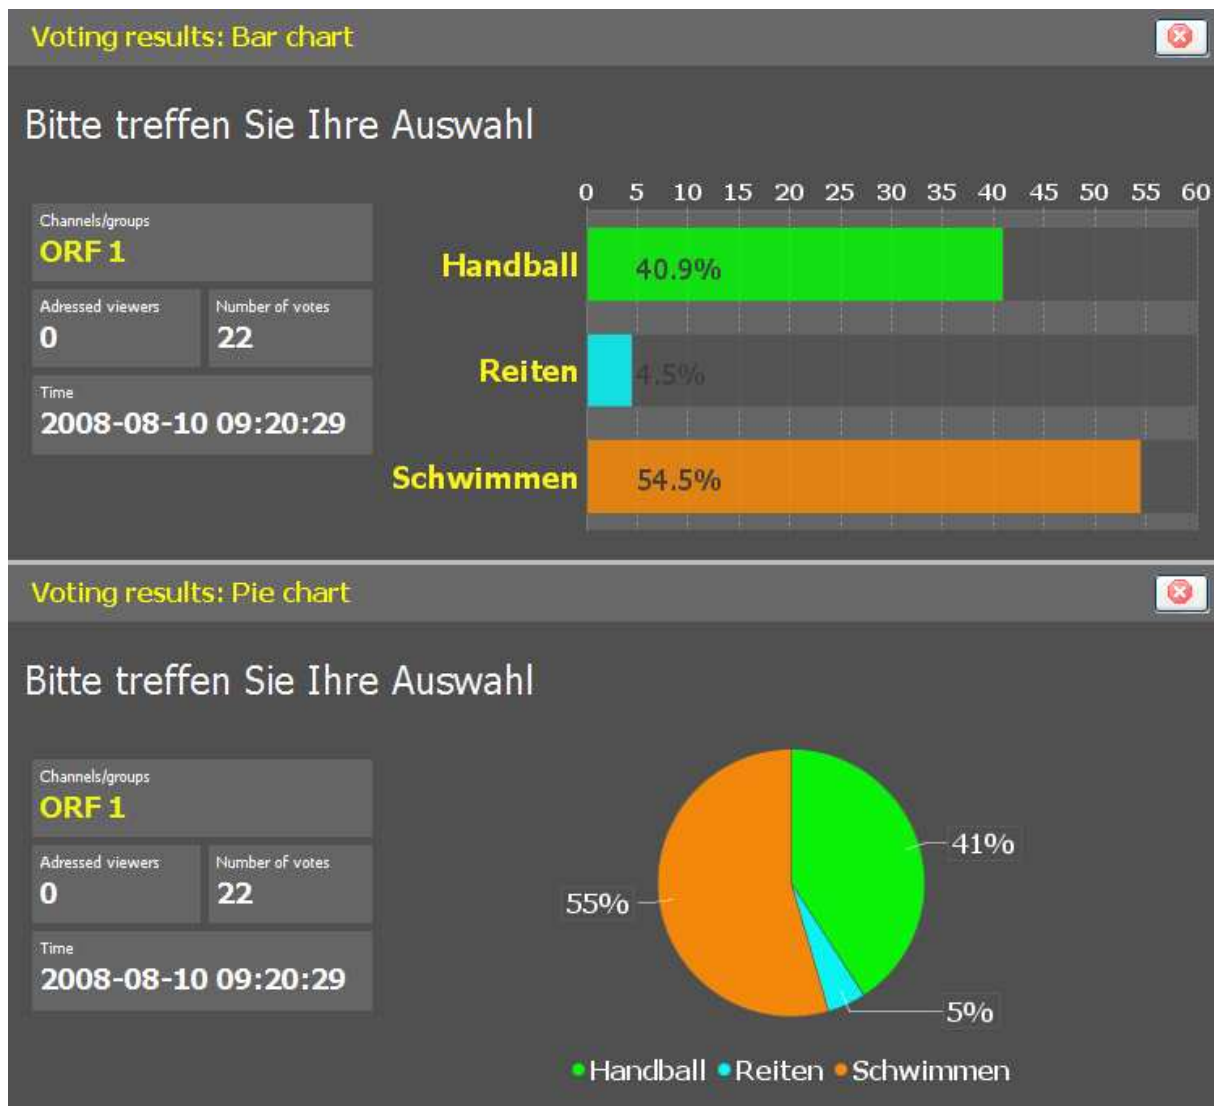 Voting results: Bar chart
Bitte treffen Sie Ihre Auswahl
0 5 10 15 20 25 30 35 40 45 50 55 60
Channels/groups
ORF 1
Handball 40.9%
Adressed viewers Number of votes
0 22
Reiten 4.5%
Time
2008-08-10 09:20:29
Schwimmen 54.5%
Voting results: Pie chart
Bitte treffen Sie Ihre Auswahl
Channels/groups
ORF 1
41%
Adressed viewers Number of votes
0 22
55%
Time
2008-08-10 09:20:29
5%
Handball Reiten Schwimmen